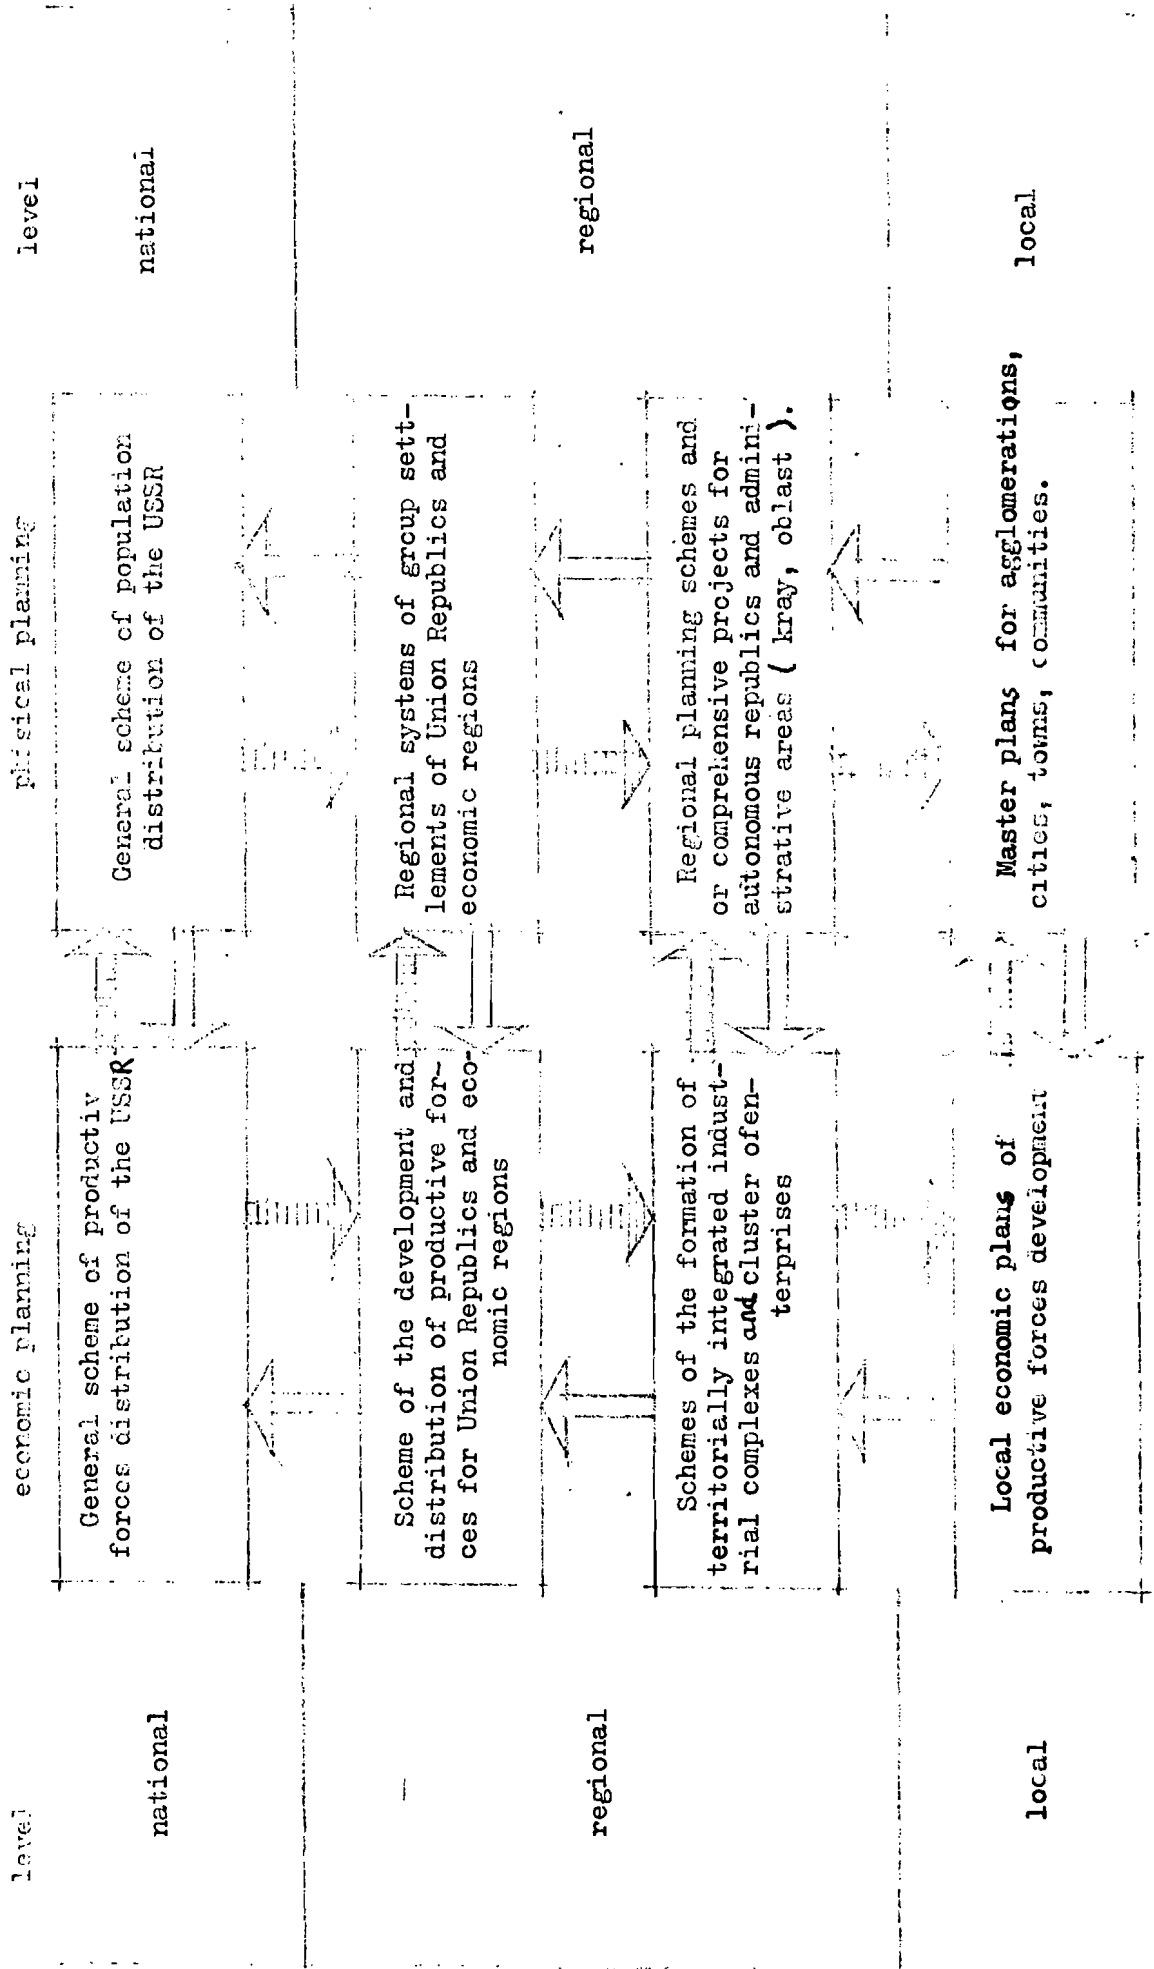 level
economic planning
phisical planning
level
national
General scheme of productiv
forces distribution of the USSR
General scheme of population
distribution of the USSR
national
regional
Scheme of the development and
distribution of productive for-
ces for Union Republics and eco-
nomic regions
Regional systems of group sett-
lements of Union Republics and
economic regions
regional
Schemes of the formation of
territorially integrated indust-
rial complexes and cluster ofen-
terprises
Regional planning schemes and
or comprehensive projects for
autonomous republics and admini-
strative areas ( kray, oblast ).
local
Local economic plans of
productive forces development
Master plans for agglomerations,
cities, towns, communities.
local